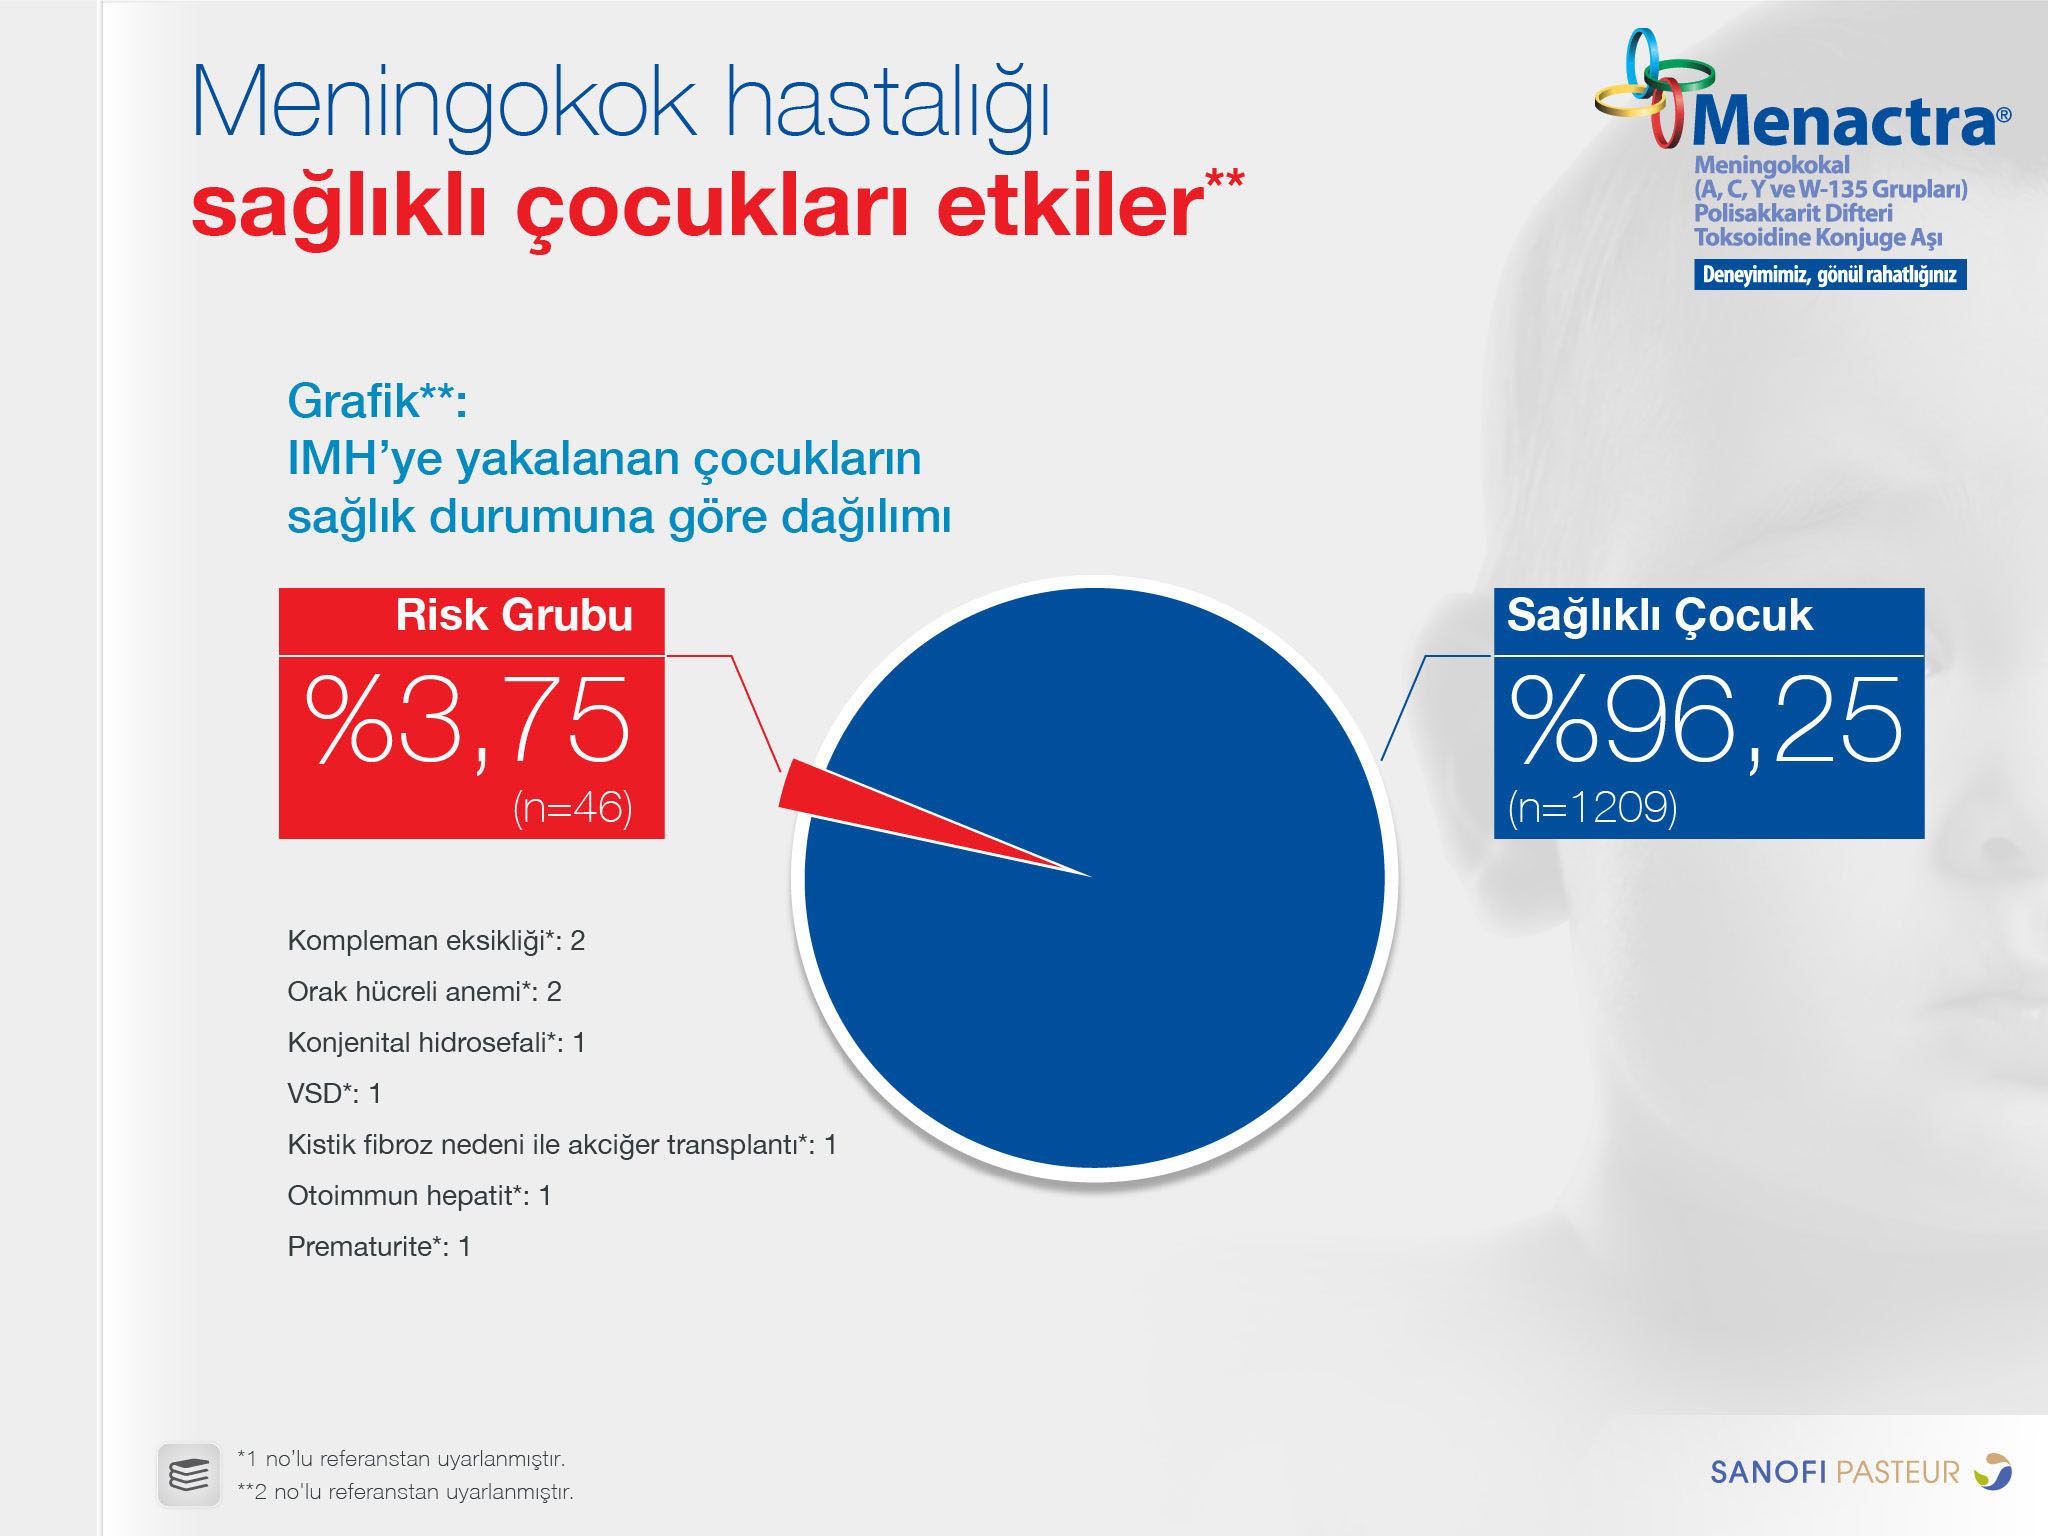 Meningokok hastalığı
sağlıklı çocukları etkiler**
Menactra®
Meningokokal
(A, C, Y ve W-135 Grupları)
Polisakkarit Difteri
Toksoidine Konjuge Aşı
Deneyimimiz, gönül rahatlığınız
Grafik**:
IMH’ye yakalanan çocukların
sağlık durumuna göre dağılımı
Risk Grubu
%3,75
(n=46)
Sağlıklı Çocuk
%96,25
(n=1209)
Kompleman eksikliği*: 2
Orak hücreli anemi*: 2
Konjenital hidrosefali*: 1
VSD*: 1
Kistik fibroz nedeni ile akciğer transplantı*: 1
Otoimmun hepatit*: 1
Prematurite*: 1
*1 no’lu referanstan uyarlanmıştır.
**2 no'lu referanstan uyarlanmıştır.
SANOFI PASTEUR